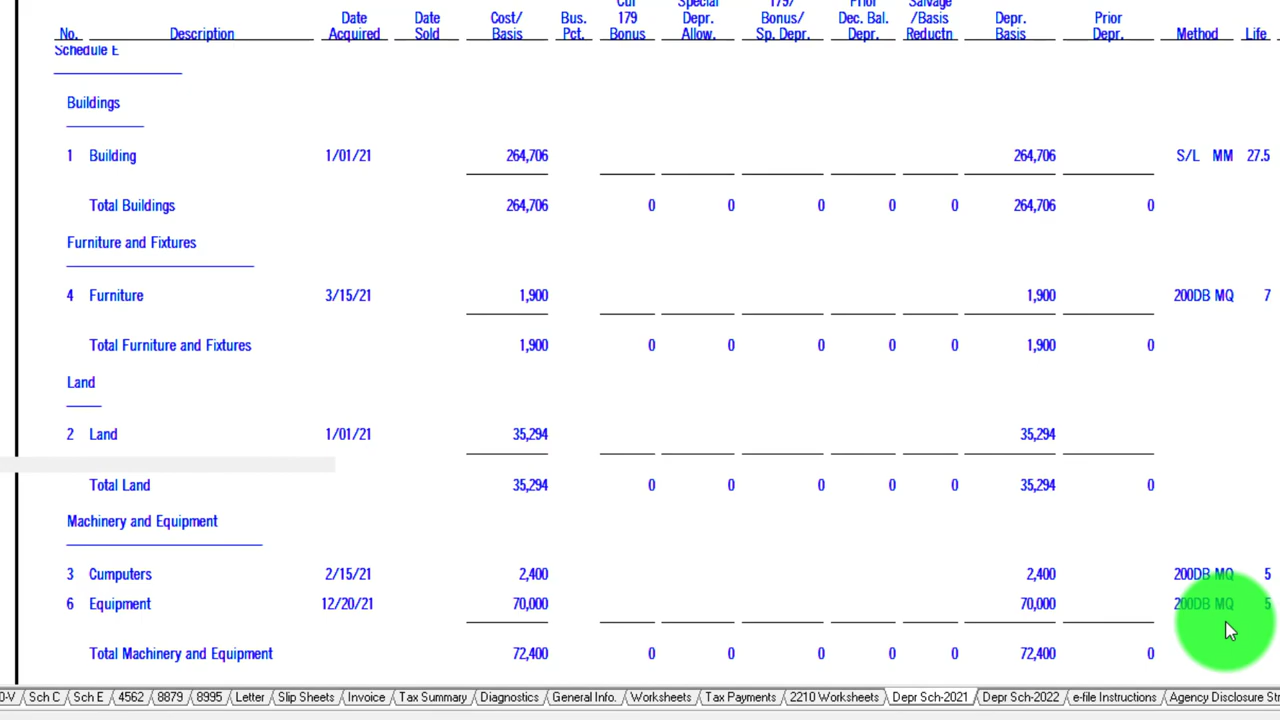 Cur Special 179/ Prior Salvage
Date Date Cost/ Bus. 179 Depr. Bonus/ Dec. Bal. /Basis Depr. Prior
No. Description Acquired Sold Basis Pct. Bonus Allow. Sp. Depr. Depr. Reductn Basis Depr. Method Life
Schedule E
Buildings
1 Building 1/01/21 264,706 264,706 S/L MM 27.5
Total Buildings 264,706 0 0 0 0 0 264,706 0
Furniture and Fixtures
4 Furniture 3/15/21 1,900 1,900 200DB MQ 7
Total Furniture and Fixtures 1,900 0 0 0 0 0 1,900 0
Land
2 Land 1/01/21 35,294 35,294
Total Land 35,294 0 0 0 0 0 35,294 0
Machinery and Equipment
3 Cumputers 2/15/21 2,400 2,400 200DB MQ 5
6 Equipment 12/20/21 70,000 70,000 200DB MQ 5
Total Machinery and Equipment 72,400 0 0 0 0 0 72,400 0
0-V Sch C Sch E 4562 8879 8995 Letter Slip Sheets Invoice Tax Summary Diagnostics General Info. Worksheets Tax Payments 2210 Worksheets Depr Sch-2021 Depr Sch-2022 e-file Instructions Agency Disclosure St